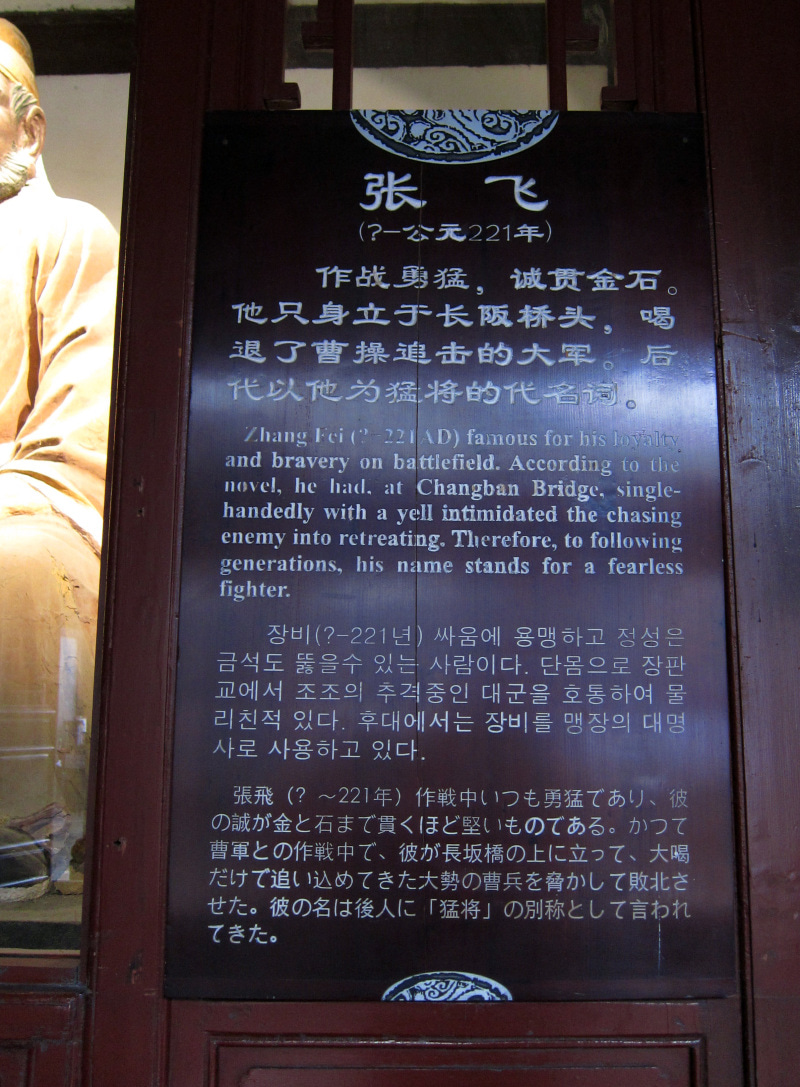 张 飞
(?-公元221年)
作战勇猛，诚贯金石。
他只身立于长阪桥头，喝
退了曹操追击的大军。后
代以他为猛将的代名词。
Zhang Fei (?-221AD) famous for his loyalty
and bravery on battlefield. According to the
novel, he had, at Changban Bridge, single-
handedly with a yell intimidated the chasing
enemy into retreating. Therefore, to following
generations, his name stands for a fearless
fighter.
장비(?-221년) 싸움에 용맹하고 정성은
금석도 뚫을수 있는 사람이다. 단몸으로 장판
교에서 조조의 추격중인 대군을 호통하여 물
리친적 있다. 후대에서는 장비를 맹장의 대명
사로 사용하고 있다.
張飛（？～221年）作戦中いつも勇猛であり、彼
の誠が金と石まで貫くほど堅いものである。かつて
曹軍との作戦中で、彼が長坂橋の上に立って、大喝
だけで追い込めてきた大勢の曹兵を脅かして敗北さ
せた。彼の名は後人に「猛将」の別称として言われ
てきた。